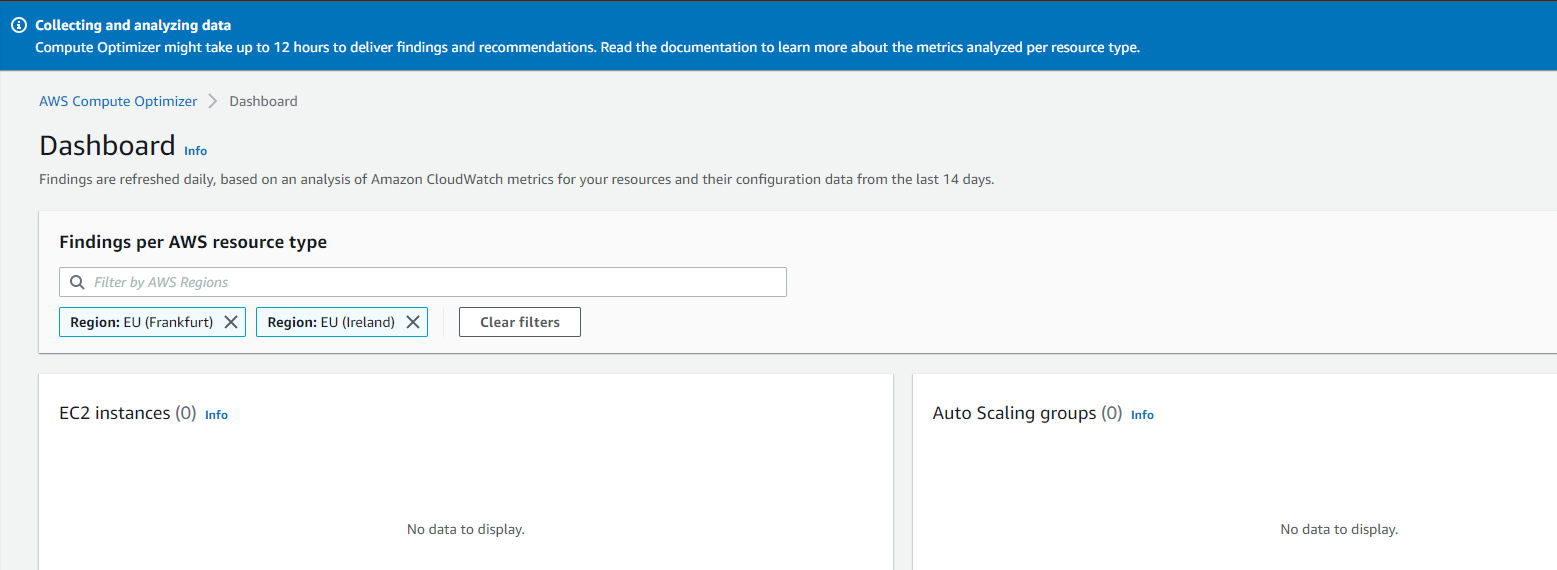 Collecting and analyzing data
Compute Optimizer might take up to 12 hours to deliver findings and recommendations. Read the documentation to learn more about the metrics analyzed per resource type.
AWS Compute Optimizer > Dashboard
Dashboard Info
Findings are refreshed daily, based on an analysis of Amazon CloudWatch metrics for your resources and their configuration data from the last 14 days.
Findings per AWS resource type
Filter by AWS Regions
Region: EU (Frankfurt) Region: EU (Ireland) Clear filters
EC2 instances (0) Info
Auto Scaling groups (0) Info
No data to display.
No data to display.